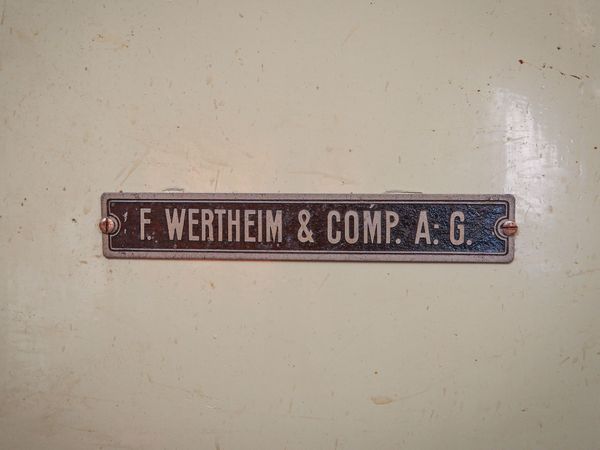 F. WERTHEIM & COMP. A: G.